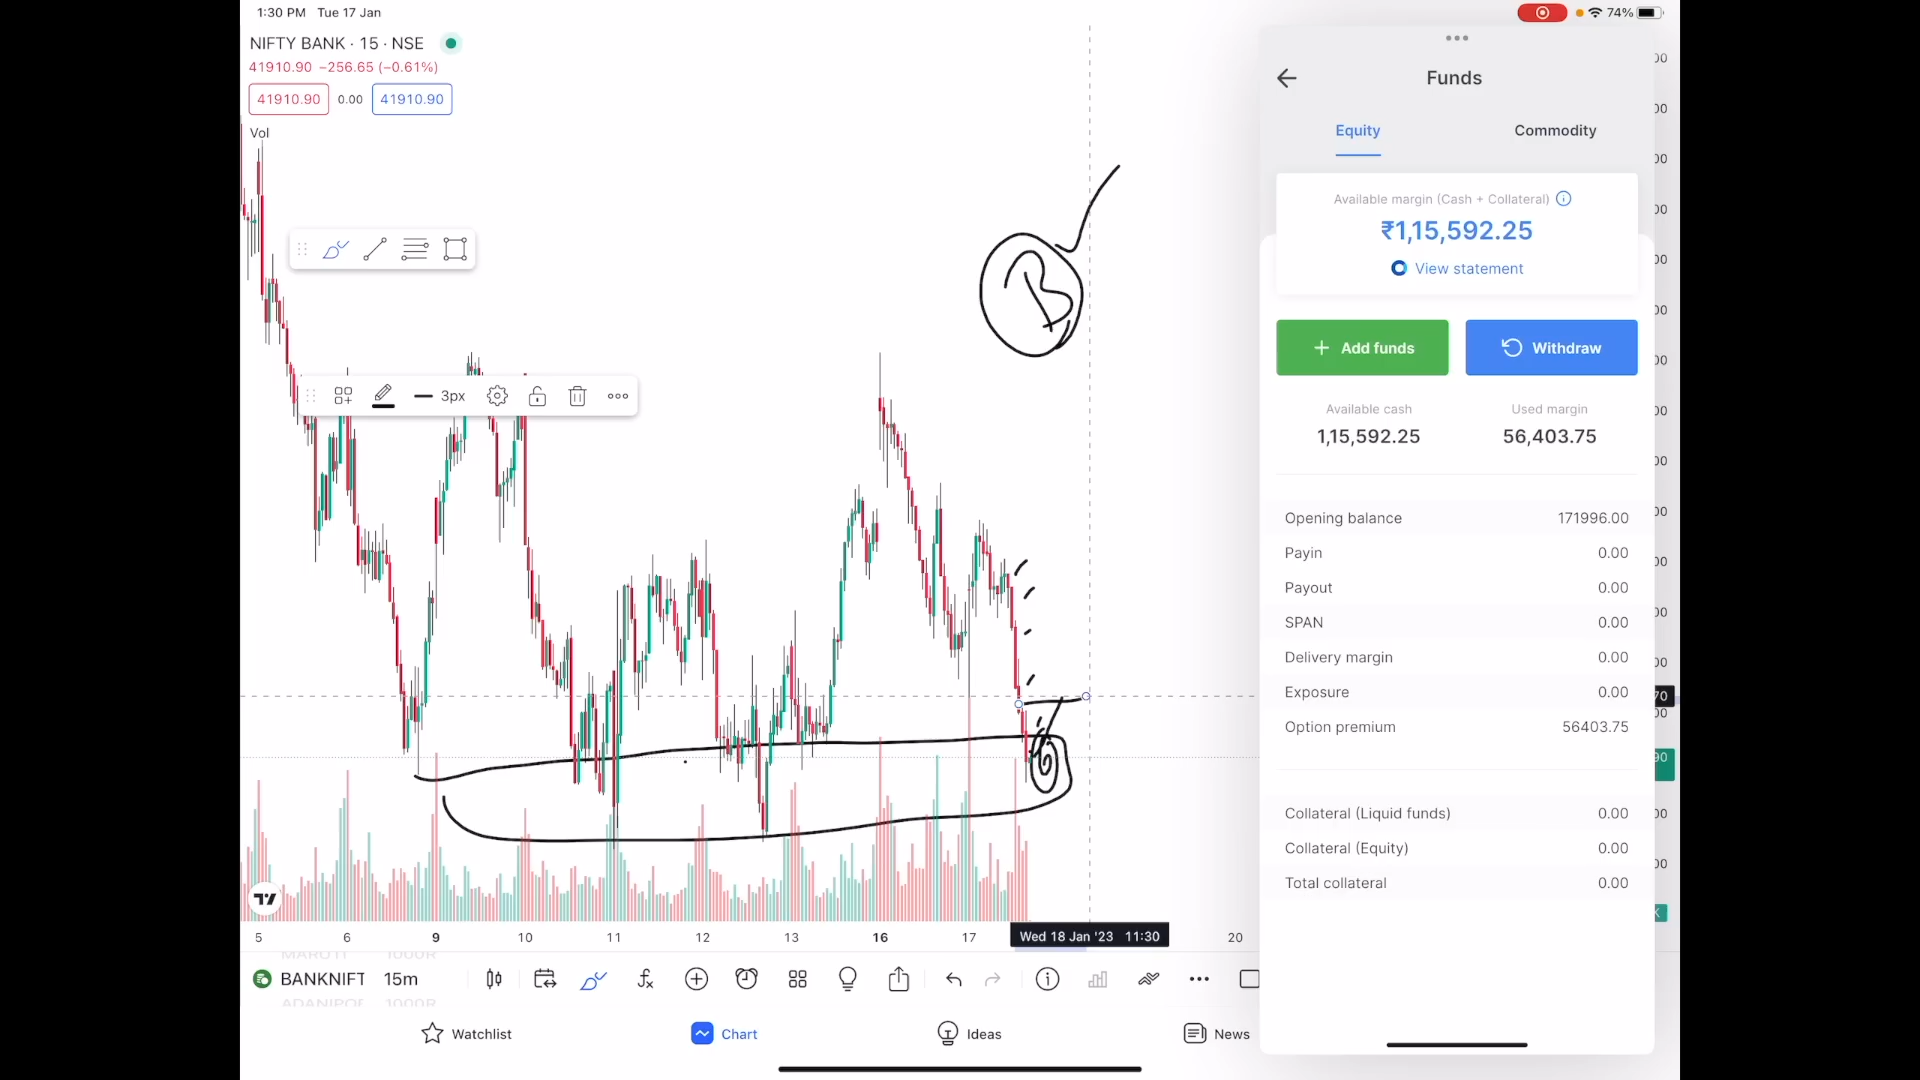 1:30 PM Tue 17 Jan
74%
NIFTY BANK · 15 · NSE
41910.90 −256.65 (−0.61%)
41910.90 0.00 41910.90
Vol
B
3px
5 6 9 10 11 12 13 16 17 Wed 18 Jan '23 11:30 20
MARUTI 1000R
BANKNIFT 15m
ADANIPOR 1000R
Watchlist Chart Ideas News
Funds
Equity Commodity
Available margin (Cash + Collateral)
₹1,15,592.25
View statement
+ Add funds Withdraw
Available cash Used margin
1,15,592.25 56,403.75
Opening balance 171996.00
Payin 0.00
Payout 0.00
SPAN 0.00
Delivery margin 0.00
Exposure 0.00
Option premium 56403.75
Collateral (Liquid funds) 0.00
Collateral (Equity) 0.00
Total collateral 0.00